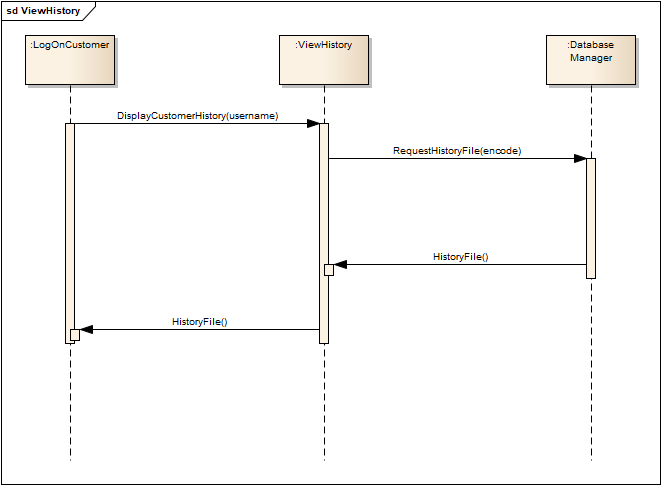 sd ViewHistory
:LogOnCustomer
:ViewHistory
:Database
Manager
DisplayCustomerHistory(username)
RequestHistoryFile(encode)
HistoryFile()
HistoryFile()